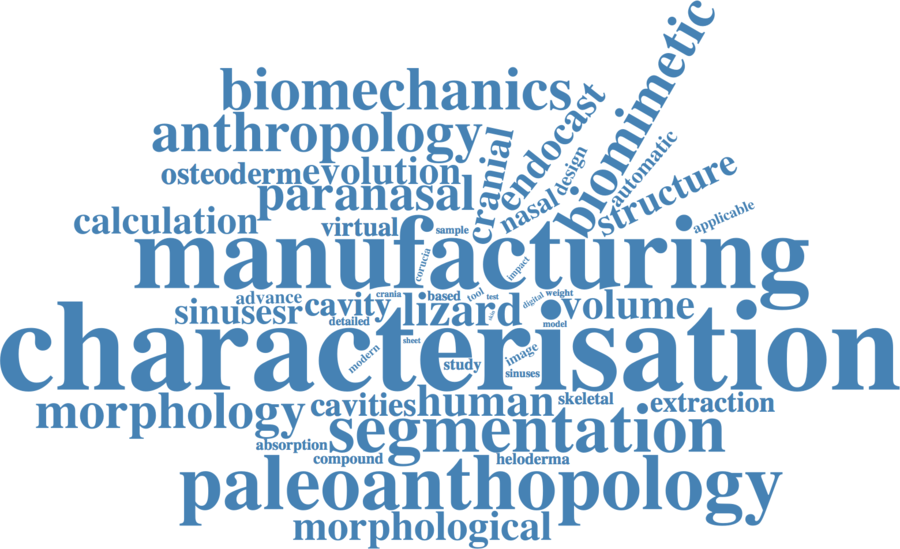 biomimetic
biomechanics
endocast
anthropology
cranial
automatic
design
osteoderm
evolution
structure
paranasal
nasal
applicable
calculation
virtual
sample
manufacturing
corucia
impact
advance
crania
based
tool
test
digital
weight
sinusesr
cavity
lizard
volume
detailed
model
characterisation
sheet
modern
study
image
sinuses
morphology
cavities
human
skeletal
extraction
segmentation
absorption
compound
heloderma
paleoanthopology
morphological